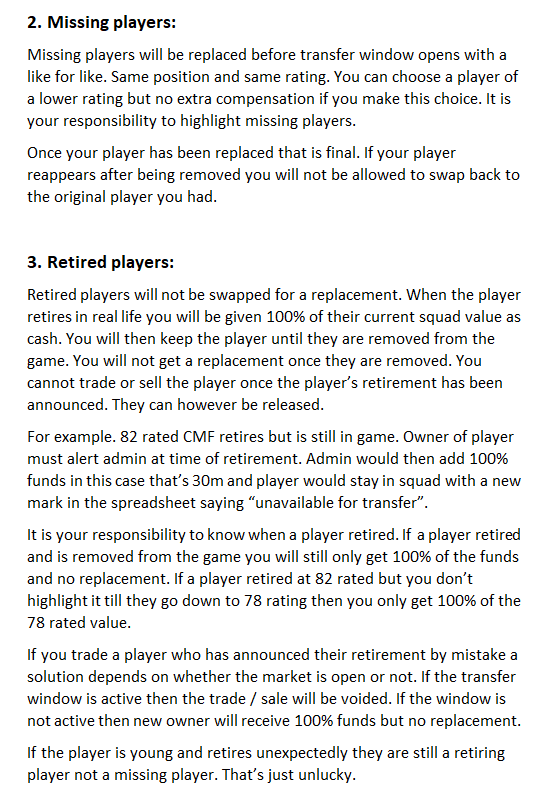 2. Missing players:
Missing players will be replaced before transfer window opens with a
like for like. Same position and same rating. You can choose a player of
a lower rating but no extra compensation if you make this choice. It is
your responsibility to highlight missing players.
Once your player has been replaced that is final. If your player
reappears after being removed you will not be allowed to swap back to
the original player you had.
3. Retired players:
Retired players will not be swapped for a replacement. When the player
retires in real life you will be given 100% of their current squad value as
cash. You will then keep the player until they are removed from the
game. You will not get a replacement once they are removed. You
cannot trade or sell the player once the player’s retirement has been
announced. They can however be released.
For example. 82 rated CMF retires but is still in game. Owner of player
must alert admin at time of retirement. Admin would then add 100%
funds in this case that’s 30m and player would stay in squad with a new
mark in the spreadsheet saying “unavailable for transfer”.
It is your responsibility to know when a player retired. If a player retired
and is removed from the game you will still only get 100% of the funds
and no replacement. If a player retired at 82 rated but you don’t
highlight it till they go down to 78 rating then you only get 100% of the
78 rated value.
If you trade a player who has announced their retirement by mistake a
solution depends on whether the market is open or not. If the transfer
window is active then the trade / sale will be voided. If the window is
not active then new owner will receive 100% funds but no replacement.
If the player is young and retires unexpectedly they are still a retiring
player not a missing player. That’s just unlucky.